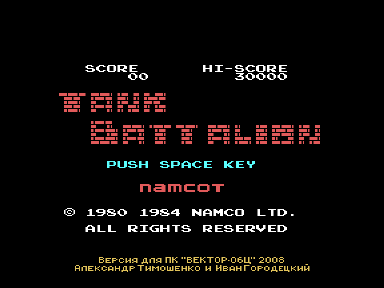 SCORE HI-SCORE
00 30000
TANK
BATTALIAN
PUSH SPACE KEY
namcot
© 1980 1984 NAMCO LTD.
ALL RIGHTS RESERVED
Версия для ПК "ВЕКТОР-06Ц" 2008
Александр Тимошенко и Иван Городецкий